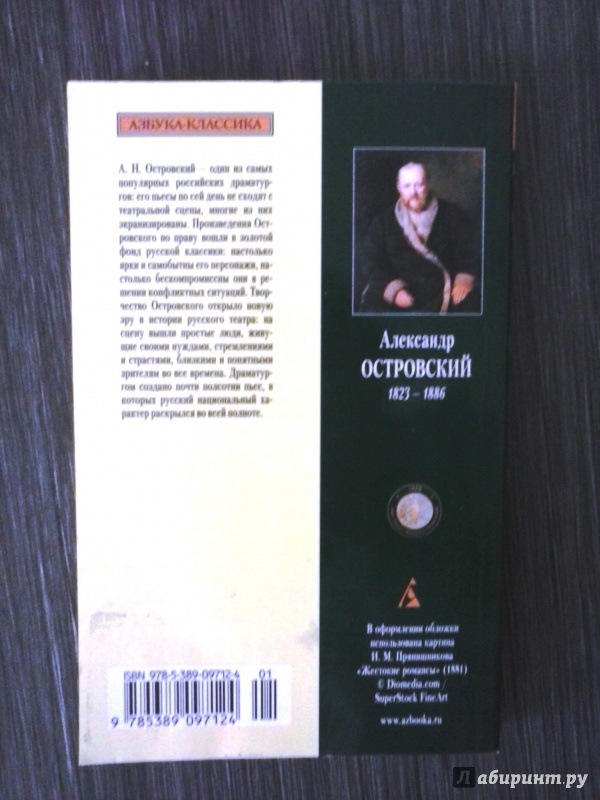 АЗБУКА-КЛАССИКА
А. Н. Островский – один из самых
популярных российских драматур-
гов: его пьесы по сей день не сходят с
театральной сцены, многие из них
экранизированы. Произведения Ост-
ровского по праву вошли в золотой
фонд русской классики: настолько
ярки и самобытны его персонажи, на-
столько бескомпромиссны они в ре-
шении конфликтных ситуаций. Твор-
чество Островского открыло новую
эру в истории русского театра: на
сцену вышли простые люди, живу-
щие своими нуждами, стремлениями
и страстями, близкими и понятными
зрителям во все времена. Драматур-
гом создано почти полсотни пьес, в
которых русский национальный ха-
рактер раскрылся во всей полноте.
ISBN 978-5-389-09712-4
01
9 785389 097124
Александр
ОСТРОВСКИЙ
1823 – 1886
В оформлении обложки
использована картина
И. М. Прянишникова
«Жестокие романсы» (1881)
© Diomedia.com
SuperStock FineArt
www.azbooka.ru
лабиринт.ру